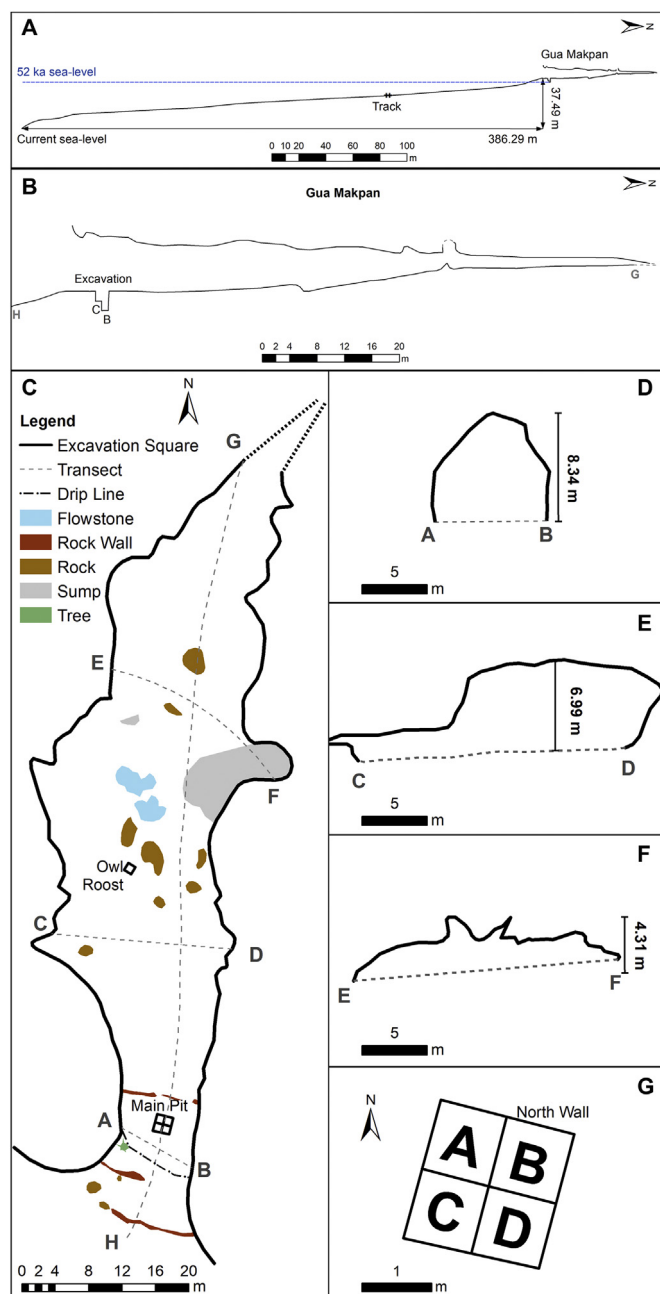 A
N
Gua Makpan
52 ka sea-level
Track
37.49 m
Current sea-level
386.29 m
0 10 20 40 60 80 100
m
B
Gua Makpan
N
Excavation
G
H
C
B
0 2 4 8 12 16 20
m
C
N
Legend
G
Excavation Square
Transect
Drip Line
Flowstone
Rock Wall
Rock
Sump
Tree
E
F
Owl
Roost
C
D
Main Pit
A
B
H
0 2 4 8 12 16 20
m
D
8.34 m
A
B
5
m
E
6.99 m
C
D
5
m
F
4.31 m
E
F
5
m
G
N
North Wall
A
B
C
D
1
m